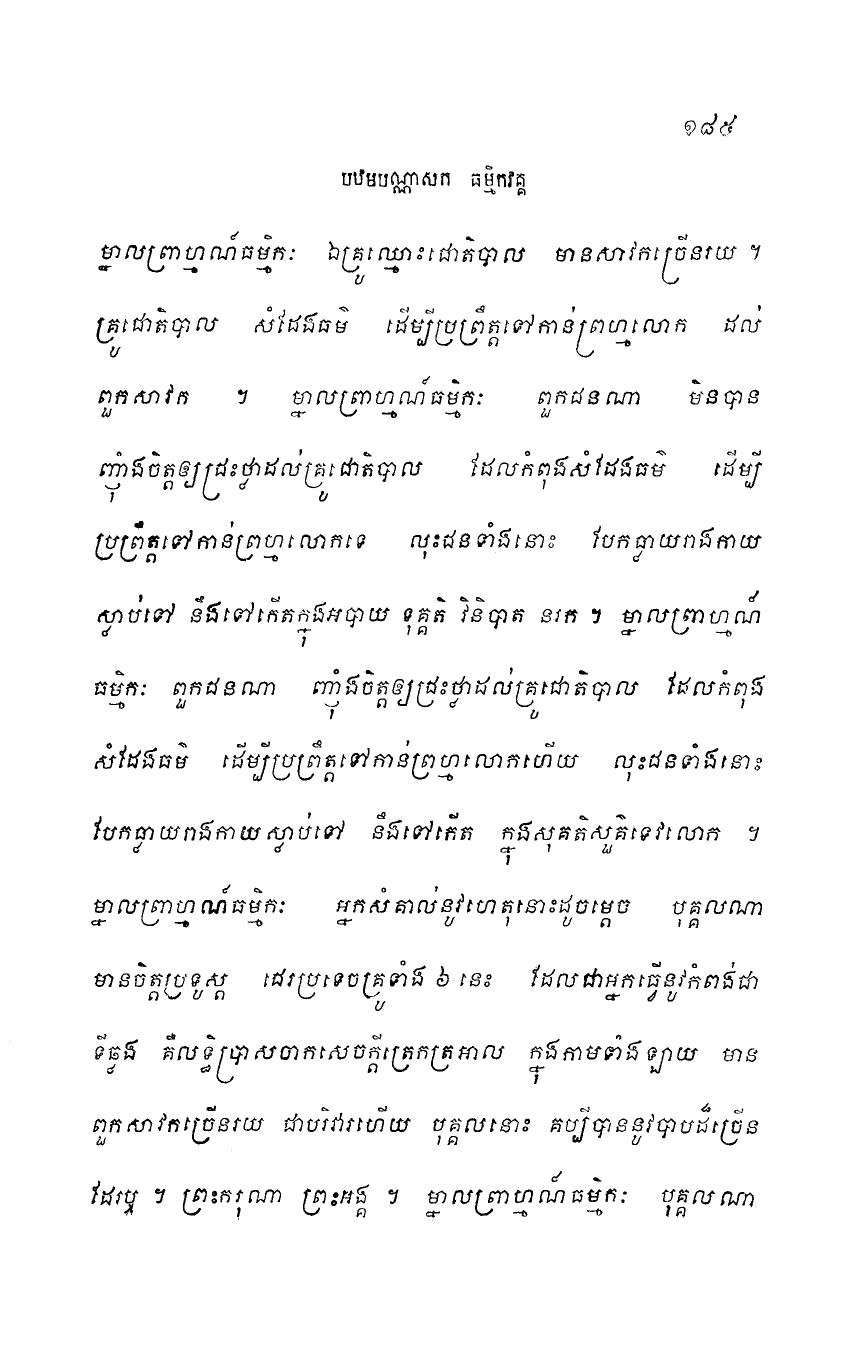 ១៨៥
បឋមបណ្ណាសក ធម្មិកវគ្គ
ម្នាលព្រាហ្មណ៍ធម្មិកៈ ឯគ្រូឈ្មោះជោតិបាល មានសាវកច្រើនរយ ។
គ្រូជោតិបាល សំដែងធម៌ ដើម្បីប្រព្រឹត្តទៅកាន់ព្រហ្មលោក ដល់
ពួកសាវក ។ ម្នាលព្រាហ្មណ៍ធម្មិកៈ ពួកជនណា មិនបាន
ញុំាងចិត្តឲ្យជ្រះថ្លាដល់គ្រូជោតិបាល ដែលកំពុងសំដែងធម៌ ដើម្បី
ប្រព្រឹត្តទៅកាន់ព្រហ្មលោកទេ លុះជនទាំងនោះ បែកធ្លាយរាងកាយ
ស្លាប់ទៅ នឹងទៅកើតក្នុងអបាយ ទុគ្គតិ វិនិបាត នរក ។ ម្នាលព្រាហ្មណ៍
ធម្មិកៈ ពួកជនណា ញុំាងចិត្តឲ្យជ្រះថ្លាដល់គ្រូជោតិបាល ដែលកំពុង
សំដែងធម៌ ដើម្បីប្រព្រឹត្តទៅកាន់ព្រហ្មលោកហើយ លុះជនទាំងនោះ
បែកធ្លាយរាងកាយស្លាប់ទៅ នឹងទៅកើត ក្នុងសុគតិសួគ៌ទេវលោក ។
ម្នាលព្រាហ្មណ៍ធម្មិកៈ អ្នកសំគាល់នូវហេតុនោះដូចម្តេច បុគ្គលណា
មានចិត្តប្រទូស្ត ជេរប្រទេចគ្រូទាំង ៦ នេះ ដែលជាអ្នកធ្វើនូវកំពង់ជា
ទីឆ្លង គឺលទ្ធិប្រាសចាកសេចក្តីត្រេកត្រអាល ក្នុងកាមទាំងឡាយ មាន
ពួកសាវកច្រើនរយ ជាបរិវារហើយ បុគ្គលនោះ គប្បីបាននូវបាបដ៏ច្រើន
ដែរឬ ។ ព្រះករុណា ព្រះអង្គ ។ ម្នាលព្រាហ្មណ៍ធម្មិកៈ បុគ្គលណា